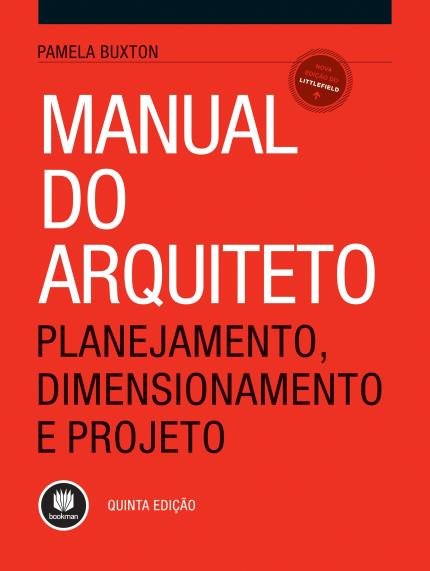 PAMELA BUXTON
NOVA
EDIÇÃO DO
LITTLEFIELD
MANUAL
DO
ARQUITETO
PLANEJAMENTO,
DIMENSIONAMENTO
E PROJETO
bookman
QUINTA EDIÇÃO